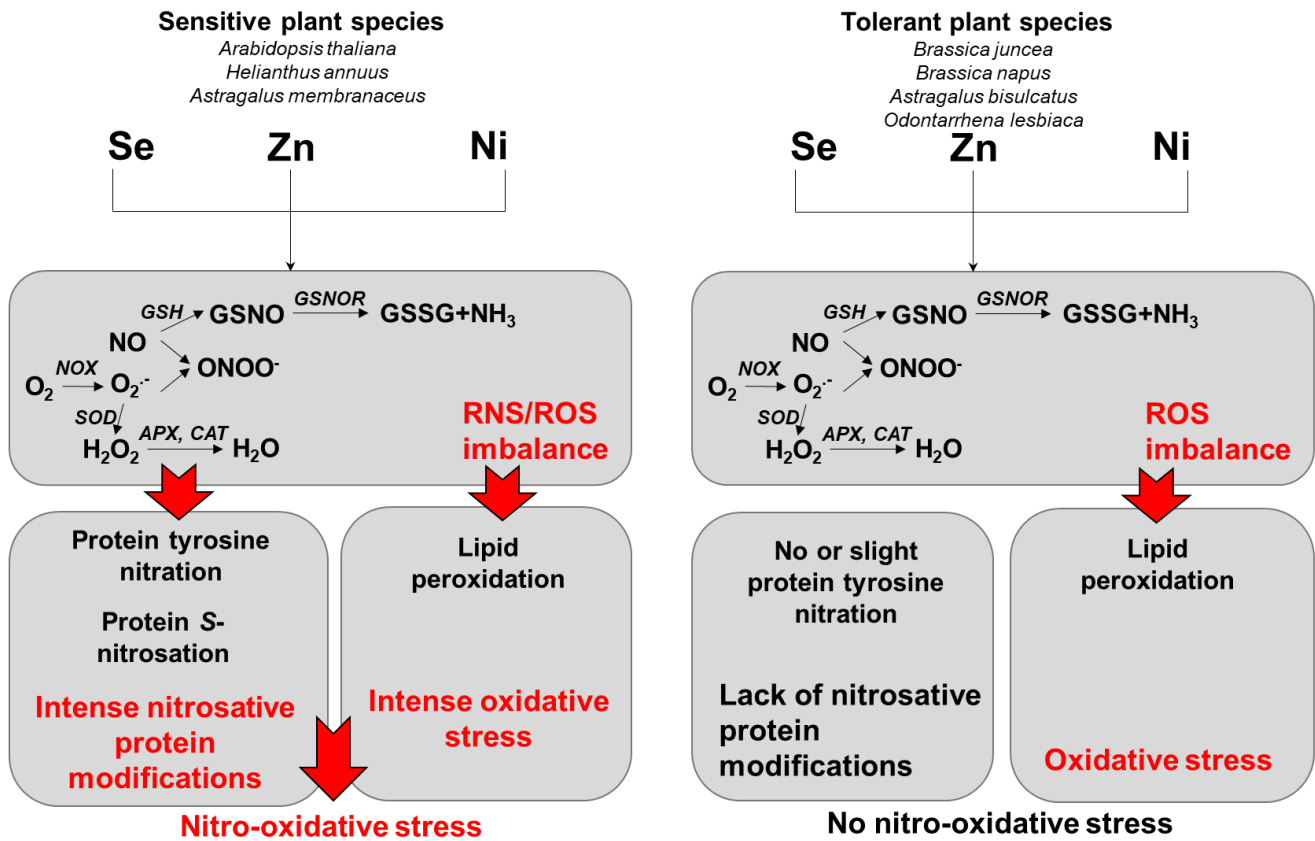 Sensitive plant species
Arabidopsis thaliana
Helianthus annuus
Astragalus membranaceus
Se Zn Ni
GSH GSNO GSNOR GSSG+NH₃
NO
NOX ONOO⁻
O₂ O₂·⁻
SOD
APX, CAT
H₂O₂ H₂O
RNS/ROS
imbalance
Protein tyrosine
nitration
Protein S-
nitrosation
Intense nitrosative
protein
modifications
Lipid
peroxidation
Intense oxidative
stress
Nitro-oxidative stress
Tolerant plant species
Brassica juncea
Brassica napus
Astragalus bisulcatus
Odontarrhena lesbiaca
Se Zn Ni
GSH GSNO GSNOR GSSG+NH₃
NO
NOX ONOO⁻
O₂ O₂·⁻
SOD
APX, CAT
H₂O₂ H₂O
ROS
imbalance
No or slight
protein tyrosine
nitration
Lack of nitrosative
protein
modifications
Lipid
peroxidation
Oxidative stress
No nitro-oxidative stress